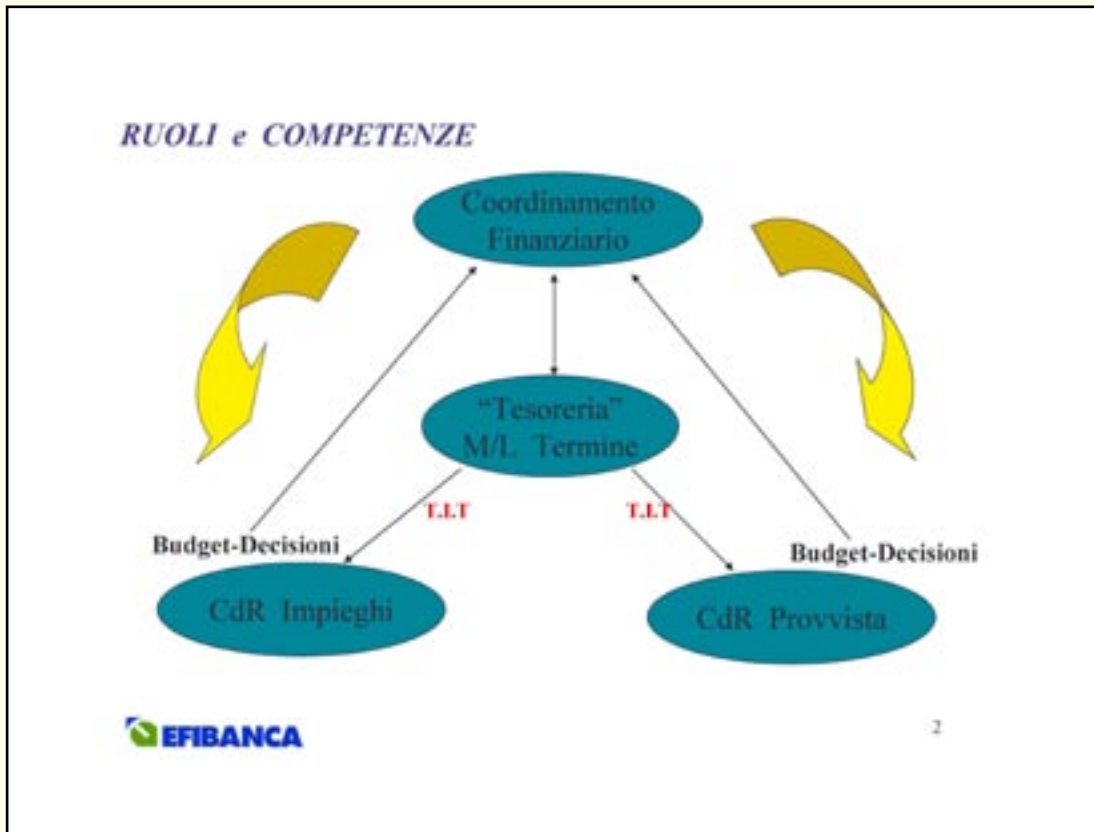 RUOLI e COMPETENZE
Coordinamento
Finanziario
“Tesoreria”
M/L Termine
T.I.T
T.I.T
Budget-Decisioni
Budget-Decisioni
CdR Impieghi
CdR Provvista
EFIBANCA
2